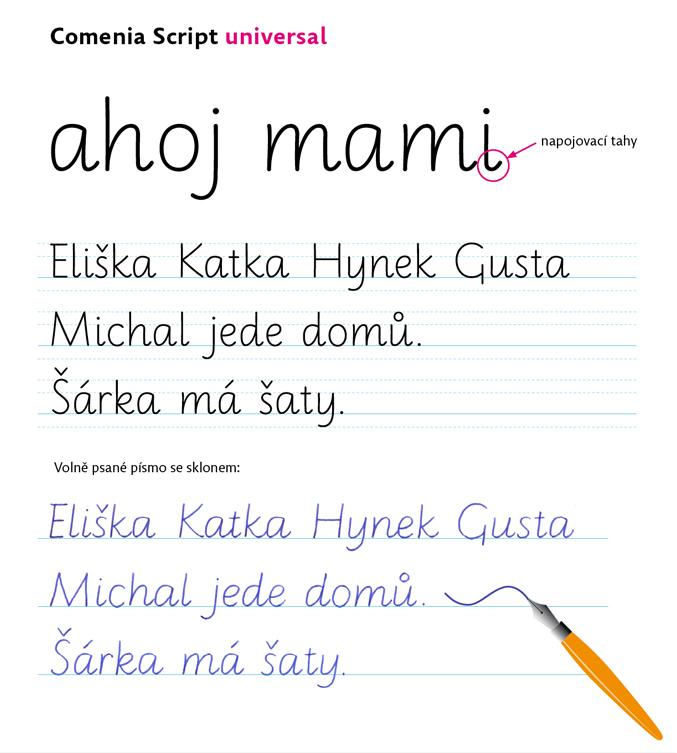 Comenia Script universal
ahoj mami
napojovací tahy
Eliška Katka Hynek Gusta
Michal jede domů.
Šárka má šaty.
Volně psané písmo se sklonem:
Eliška Katka Hynek Gusta
Michal jede domů.
Šárka má šaty.